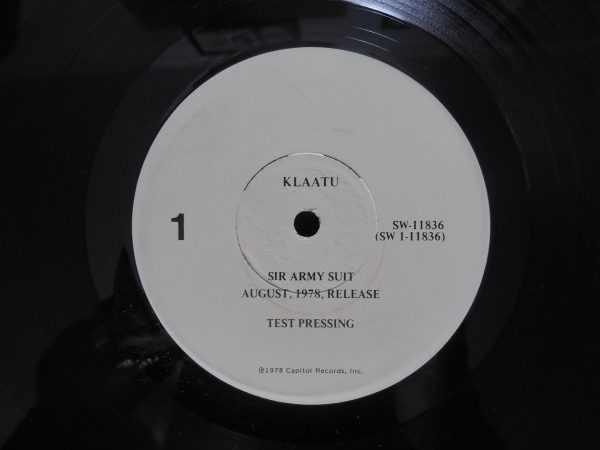 KLAATU
1
SW-11836
(SW 1-11836)
SIR ARMY SUIT
AUGUST, 1978, RELEASE
TEST PRESSING
℗1978 Capitol Records, Inc.